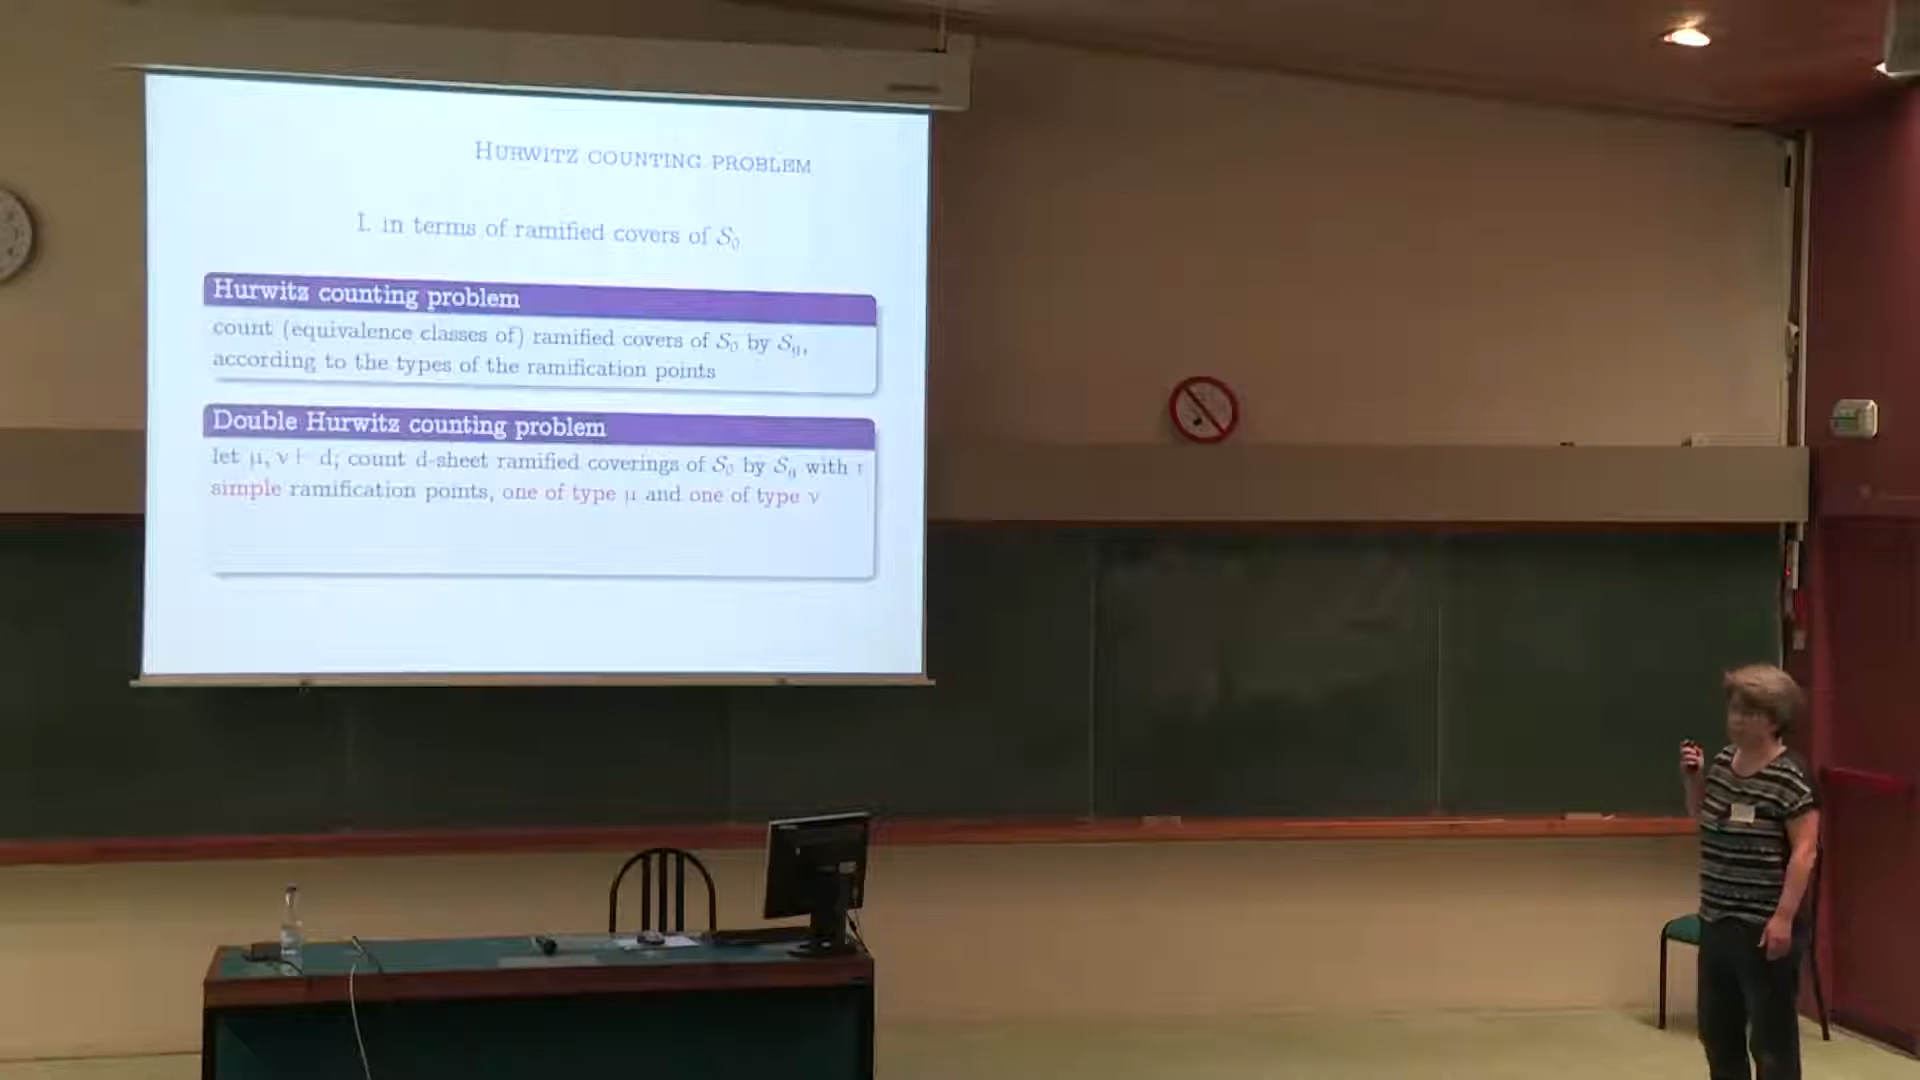 HURWITZ COUNTING PROBLEM
I. in terms of ramified covers of S₀
Hurwitz counting problem
count (equivalence classes of) ramified covers of S₀ by S_g,
according to the types of the ramification points
Double Hurwitz counting problem
let μ, ν ⊢ d; count d-sheet ramified coverings of S₀ by S_g with r
simple ramification points, one of type μ and one of type ν